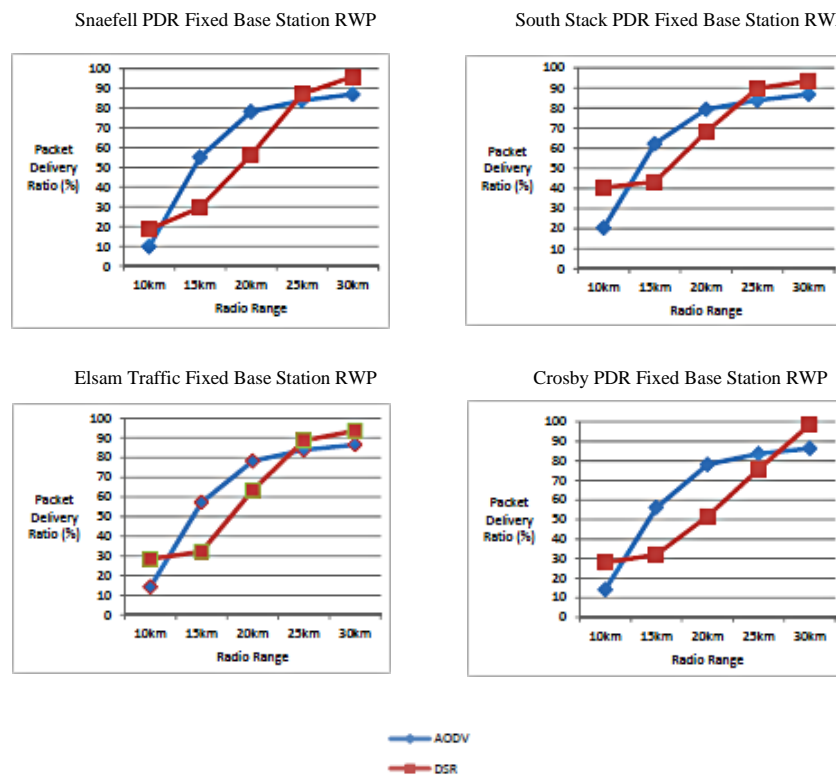 Snaefell PDR Fixed Base Station RWP
100
90
80
70
60
50
40
30
20
10
0
Packet
Delivery
Ratio (%)
10km 15km 20km 25km 30km
Radio Range
South Stack PDR Fixed Base Station RW
100
90
80
70
60
50
40
30
20
10
0
Packet
Delivery
Ratio (%)
10km 15km 20km 25km 30km
Radio Range
Elsam Traffic Fixed Base Station RWP
100
90
80
70
60
50
40
30
20
10
0
Packet
Delivery
Ratio (%)
10km 15km 20km 25km 30km
Radio Range
Crosby PDR Fixed Base Station RWP
100
90
80
70
60
50
40
30
20
10
0
Packet
Delivery
Ratio (%)
10km 15km 20km 25km 30km
Radio Range
AODV
DSR